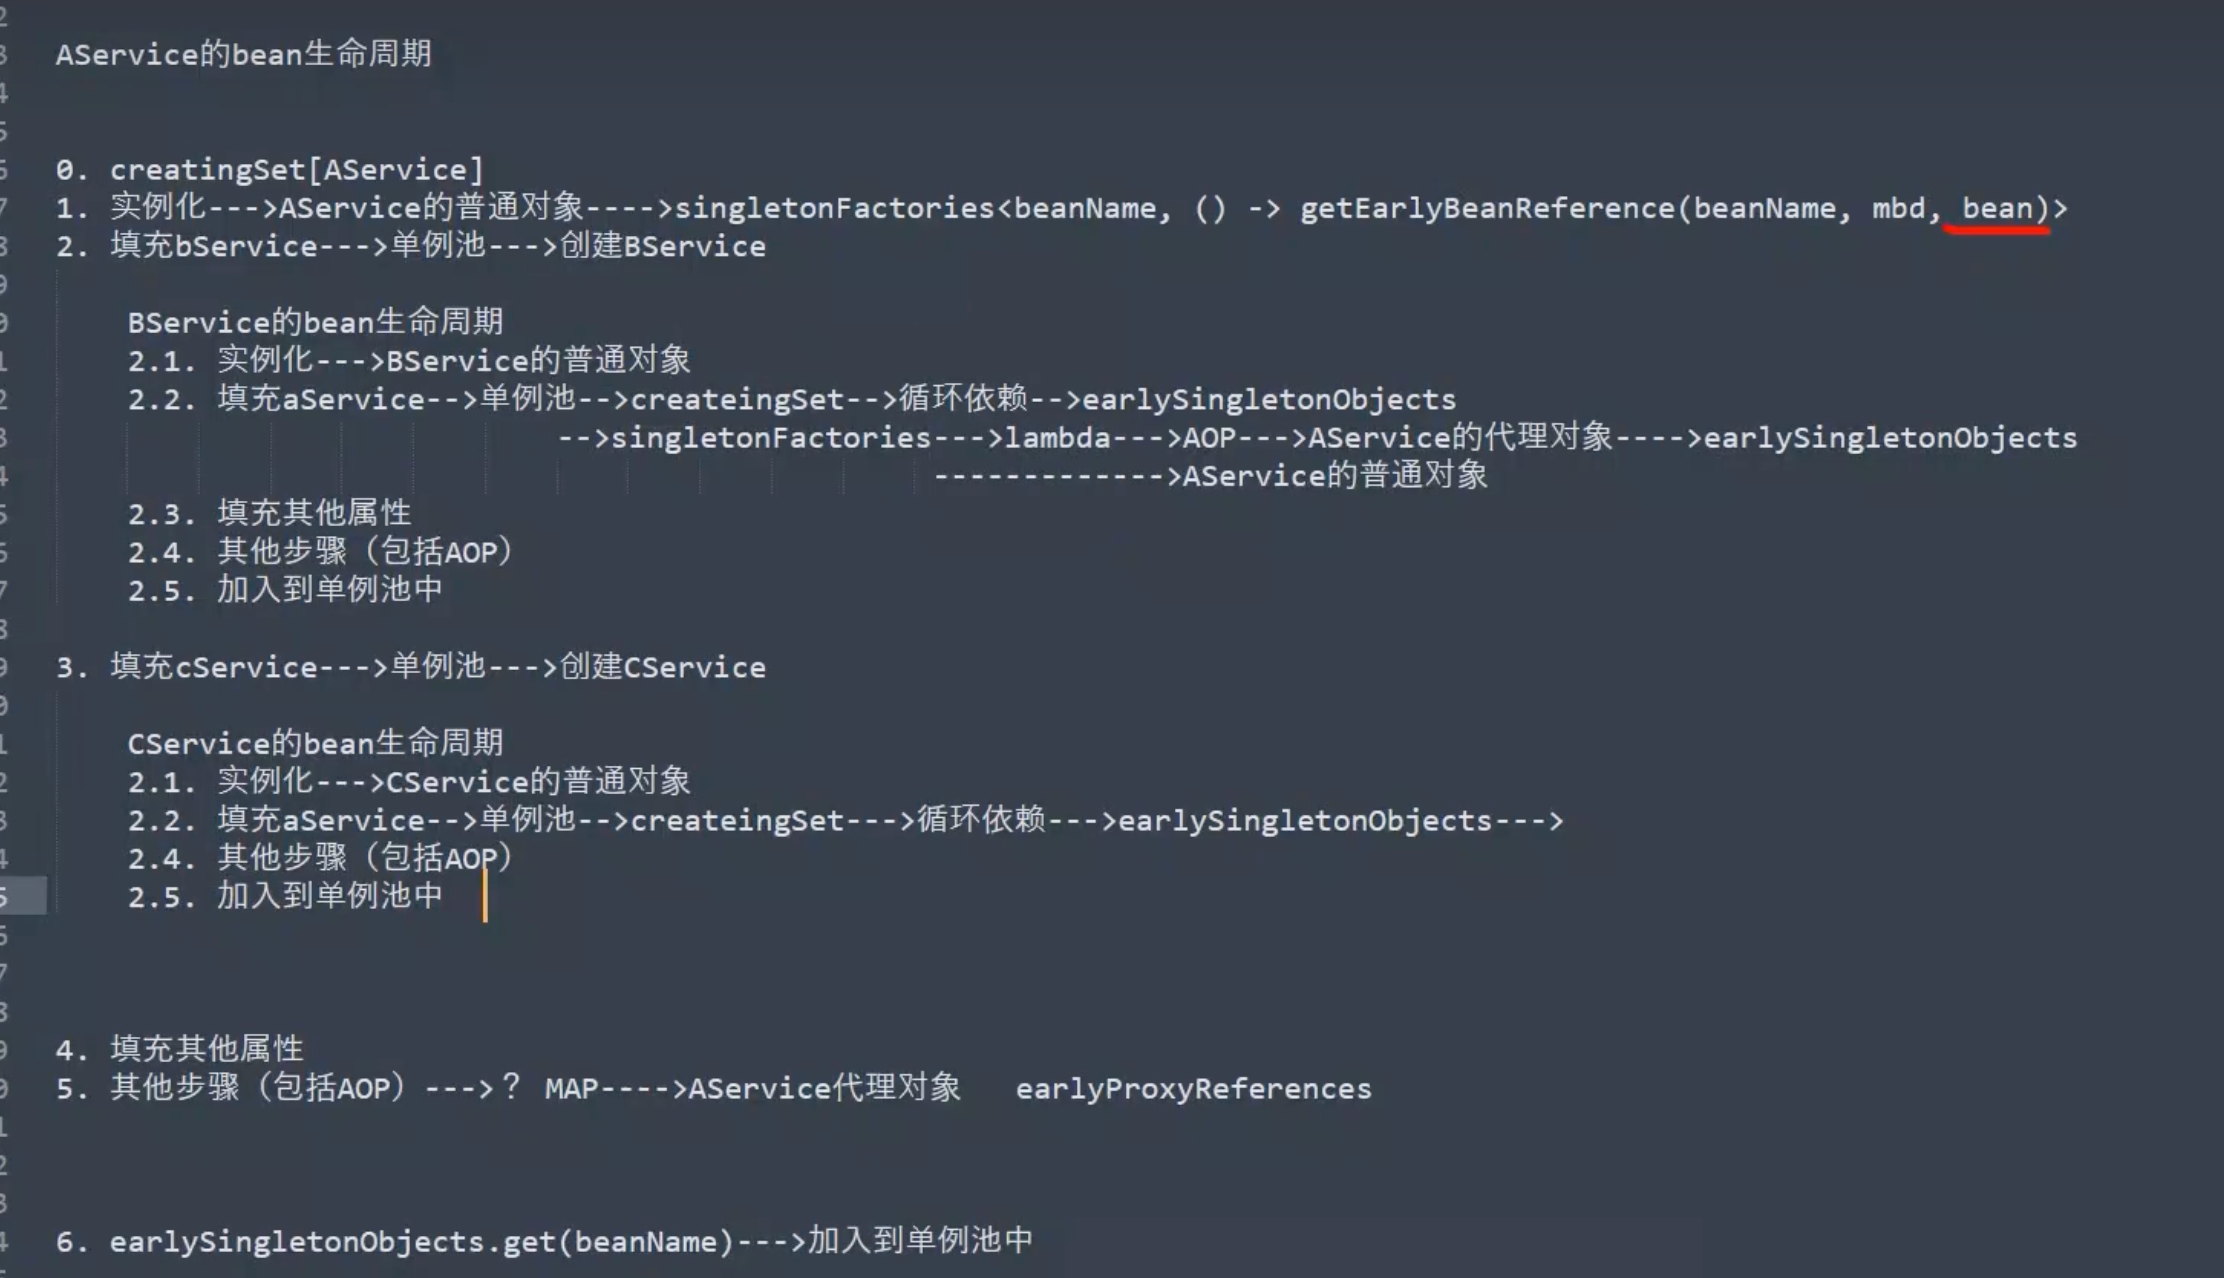 AService的bean生命周期
0. creatingSet[AService]
1. 实例化--->AService的普通对象---->singletonFactories<beanName, () -> getEarlyBeanReference(beanName, mbd, bean)>
2. 填充bService--->单例池--->创建BService
BService的bean生命周期
2.1. 实例化--->BService的普通对象
2.2. 填充aService-->单例池-->createingSet-->循环依赖-->earlySingletonObjects
-->singletonFactories--->lambda--->AOP--->AService的代理对象---->earlySingletonObjects
------------->AService的普通对象
2.3. 填充其他属性
2.4. 其他步骤（包括AOP）
2.5. 加入到单例池中
3. 填充cService--->单例池--->创建CService
CService的bean生命周期
2.1. 实例化--->CService的普通对象
2.2. 填充aService-->单例池-->createingSet--->循环依赖--->earlySingletonObjects--->
2.4. 其他步骤（包括AOP）
2.5. 加入到单例池中
4. 填充其他属性
5. 其他步骤（包括AOP）--->？ MAP---->AService代理对象 earlyProxyReferences
6. earlySingletonObjects.get(beanName)--->加入到单例池中